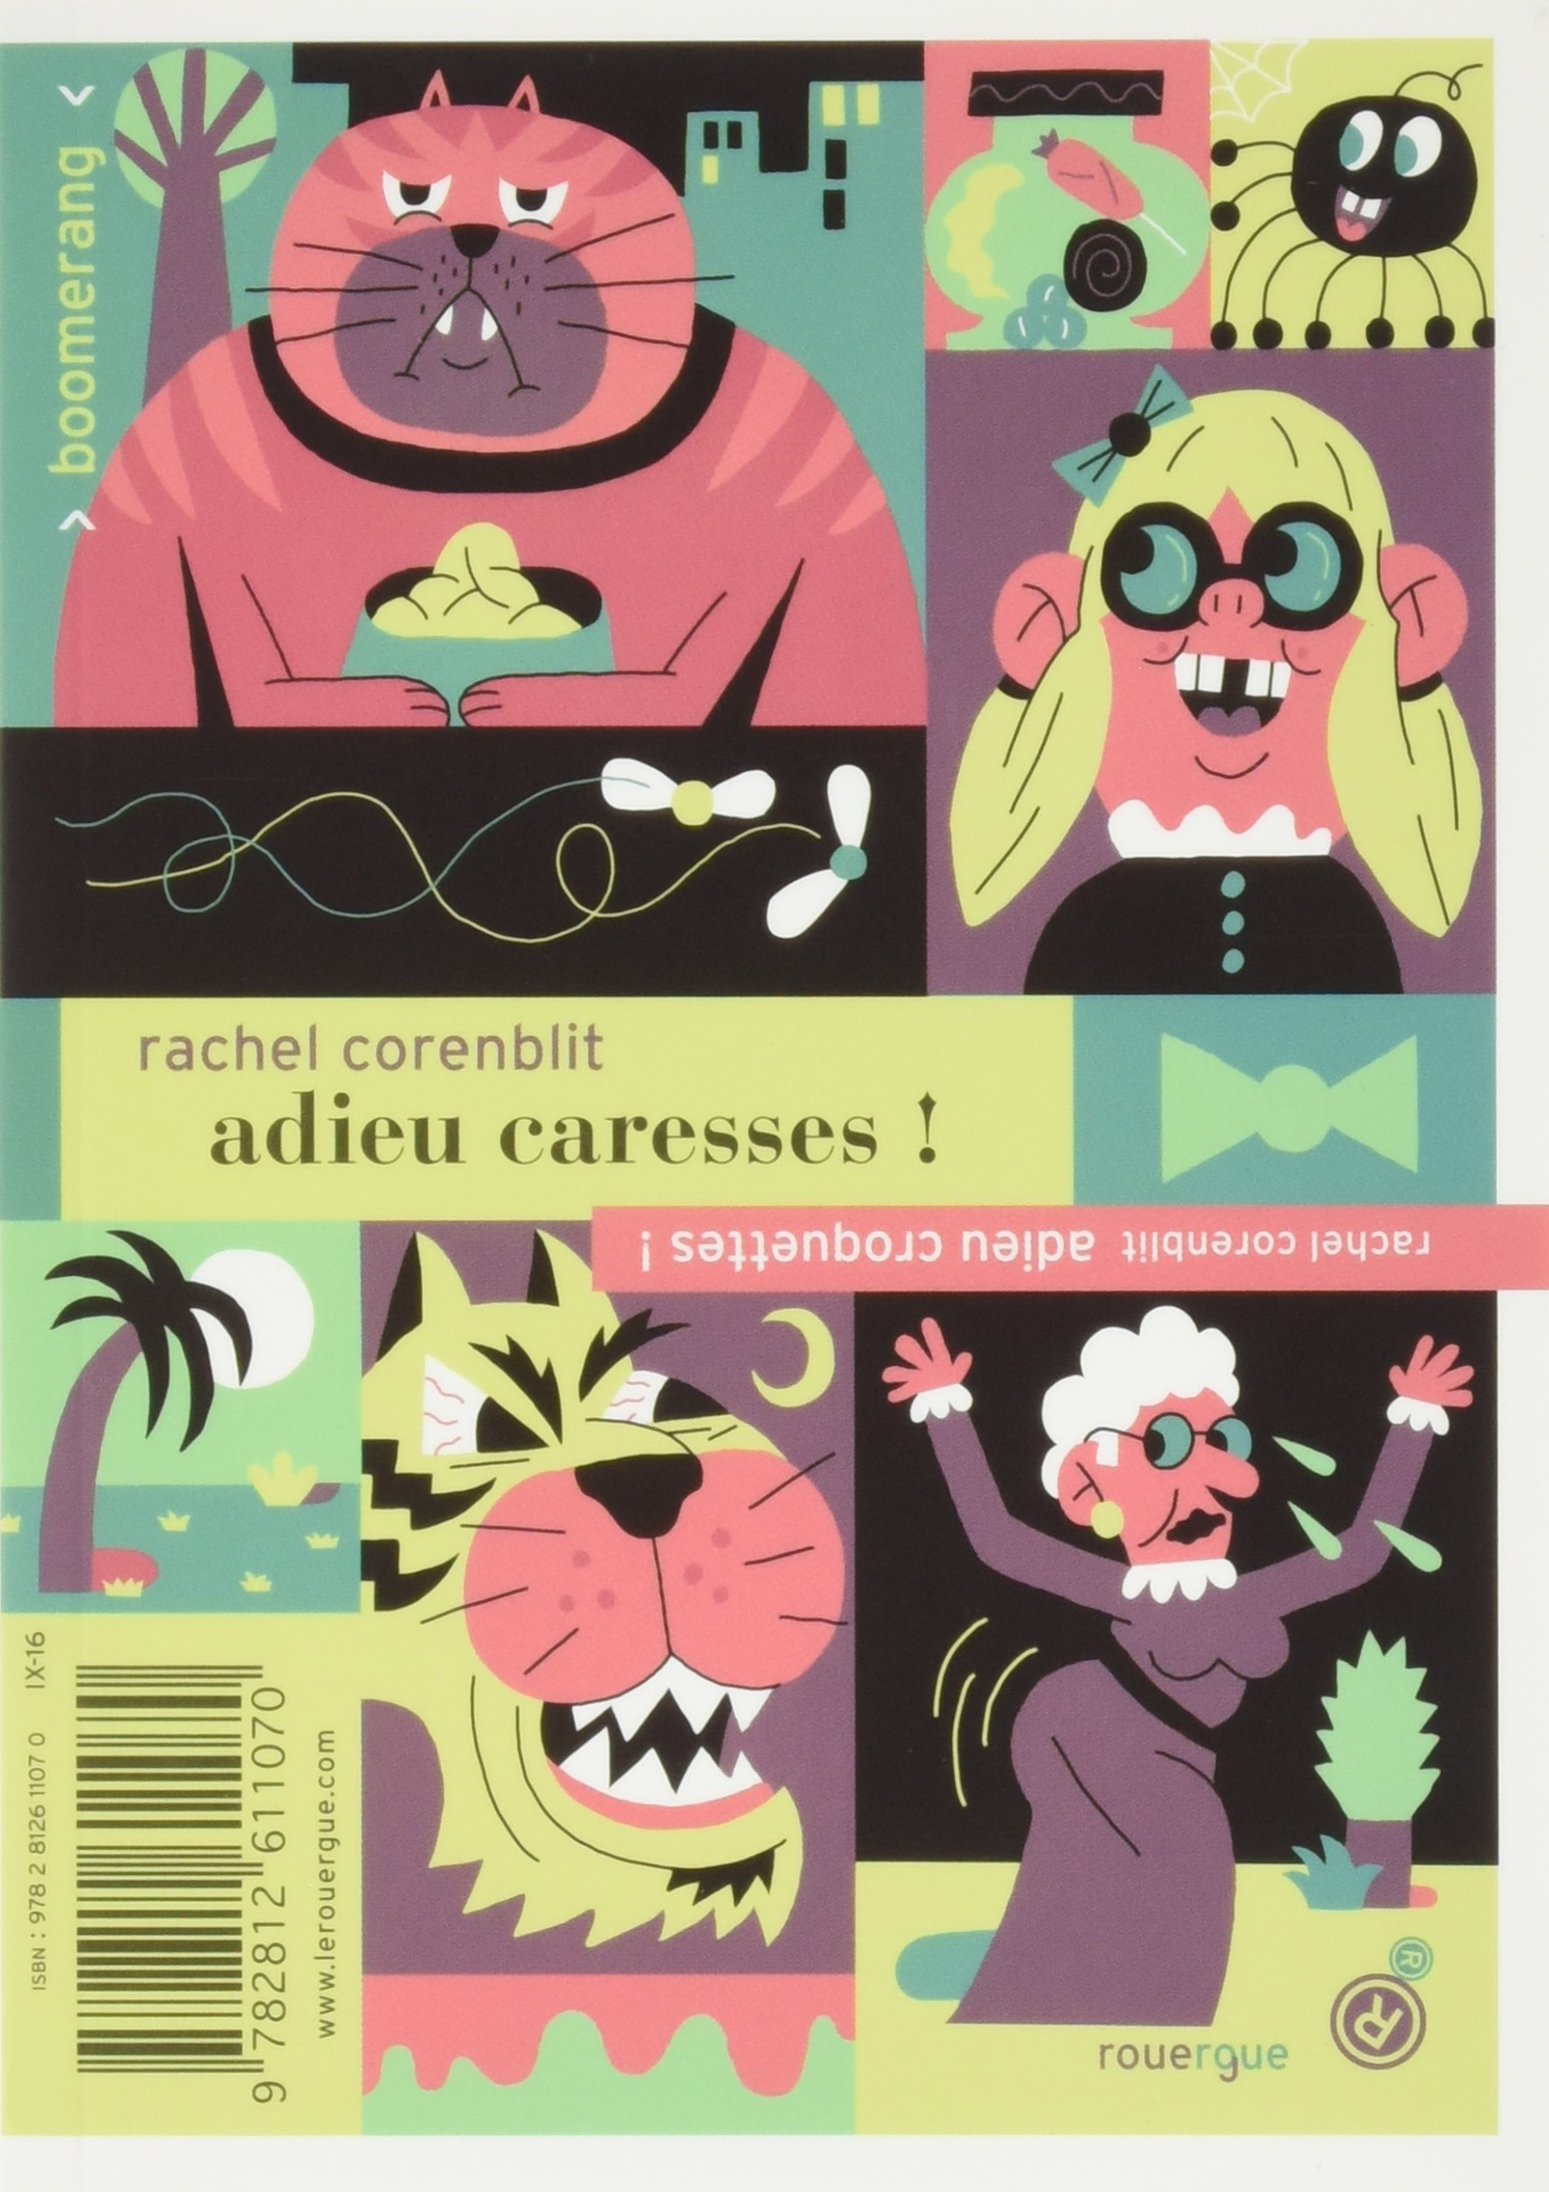 > boomerang <
rachel corenblit
adieu caresses !
rachel corenblit adieu croquettes !
ISBN : 978 2 8126 1107 0 IX-16
9 782812 611070
www.lerouergue.com
rouergue
R
R